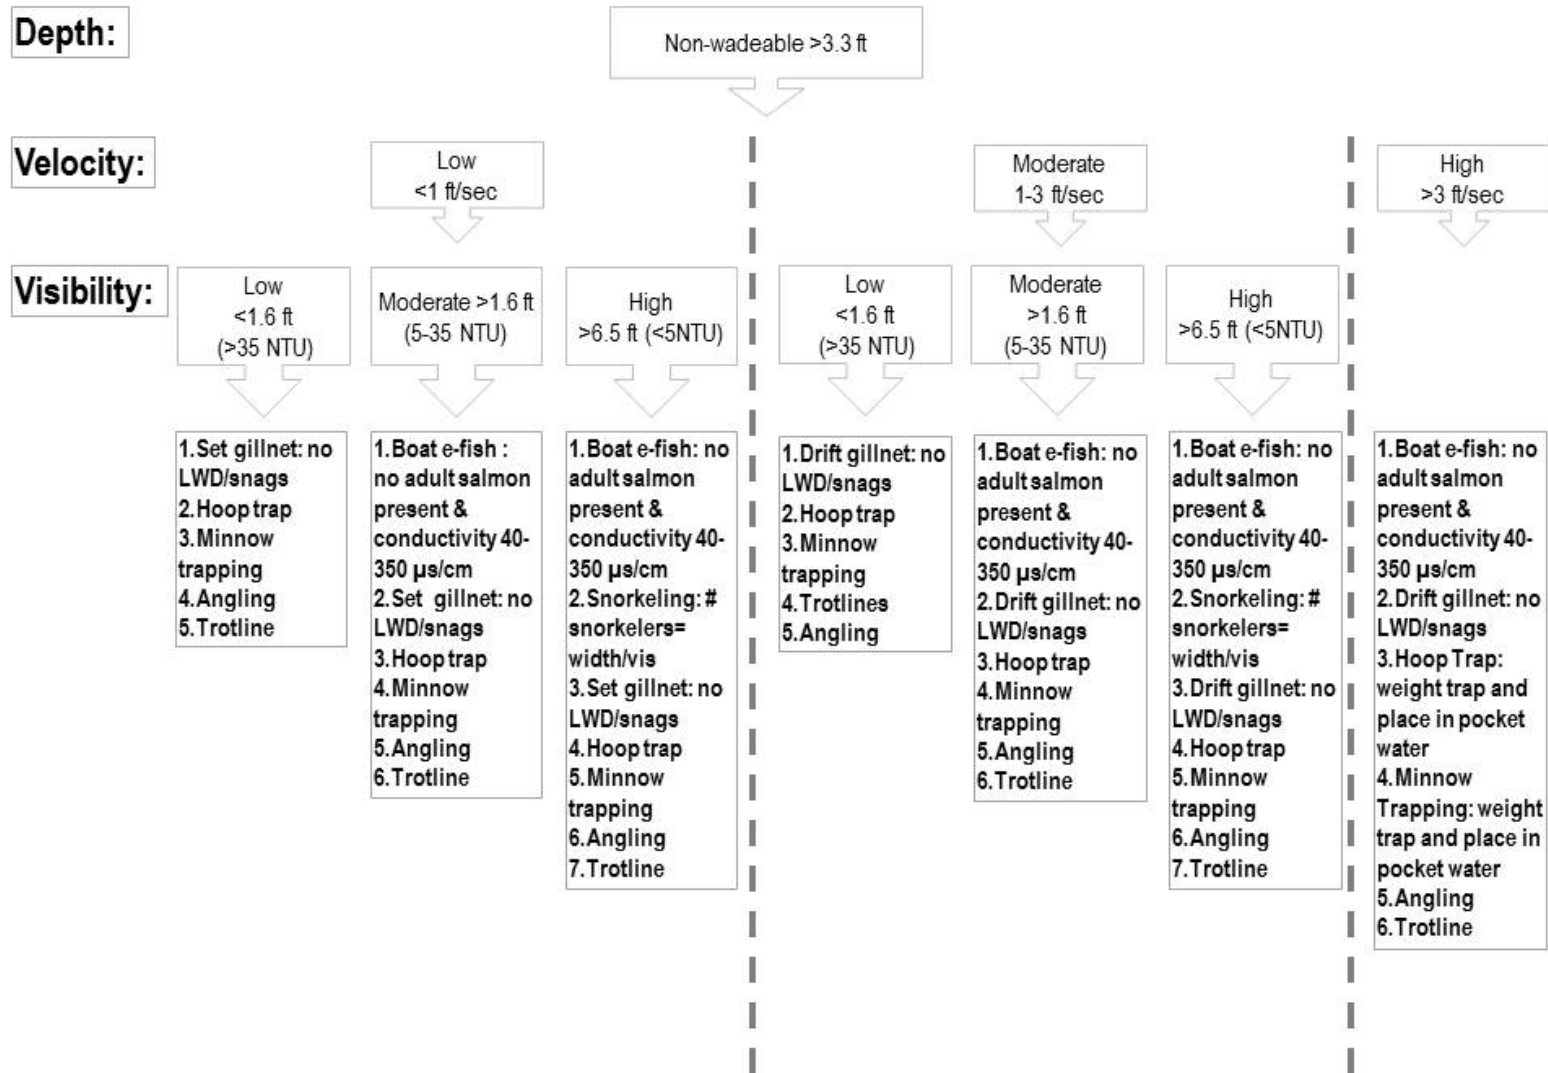 Depth:
Non-wadeable >3.3 ft
Velocity:
Low
<1 ft/sec
Moderate
1-3 ft/sec
High
>3 ft/sec
Visibility:
Low
<1.6 ft
(>35 NTU)
Moderate >1.6 ft
(5-35 NTU)
High
>6.5 ft (<5NTU)
Low
<1.6 ft
(>35 NTU)
Moderate
>1.6 ft
(5-35 NTU)
High
>6.5 ft (<5NTU)
1.Set gillnet: no
LWD/snags
2.Hoop trap
3.Minnow
trapping
4.Angling
5.Trotline
1.Boat e-fish :
no adult salmon
present &
conductivity 40-
350 µs/cm
2.Set gillnet: no
LWD/snags
3.Hoop trap
4.Minnow
trapping
5.Angling
6.Trotline
1.Boat e-fish: no
adult salmon
present &
conductivity 40-
350 µs/cm
2.Snorkeling: #
snorkelers=
width/vis
3.Set gillnet: no
LWD/snags
4.Hoop trap
5.Minnow
trapping
6.Angling
7.Trotline
1.Drift gillnet: no
LWD/snags
2.Hoop trap
3.Minnow
trapping
4.Trotlines
5.Angling
1.Boat e-fish: no
adult salmon
present &
conductivity 40-
350 µs/cm
2.Drift gillnet: no
LWD/snags
3.Hoop trap
4.Minnow
trapping
5.Angling
6.Trotline
1.Boat e-fish: no
adult salmon
present &
conductivity 40-
350 µs/cm
2.Snorkeling: #
snorkelers=
width/vis
3.Drift gillnet: no
LWD/snags
4.Hoop trap
5.Minnow
trapping
6.Angling
7.Trotline
1.Boat e-fish: no
adult salmon
present &
conductivity 40-
350 µs/cm
2.Drift gillnet: no
LWD/snags
3.Hoop Trap:
weight trap and
place in pocket
water
4.Minnow
Trapping: weight
trap and place in
pocket water
5.Angling
6.Trotline